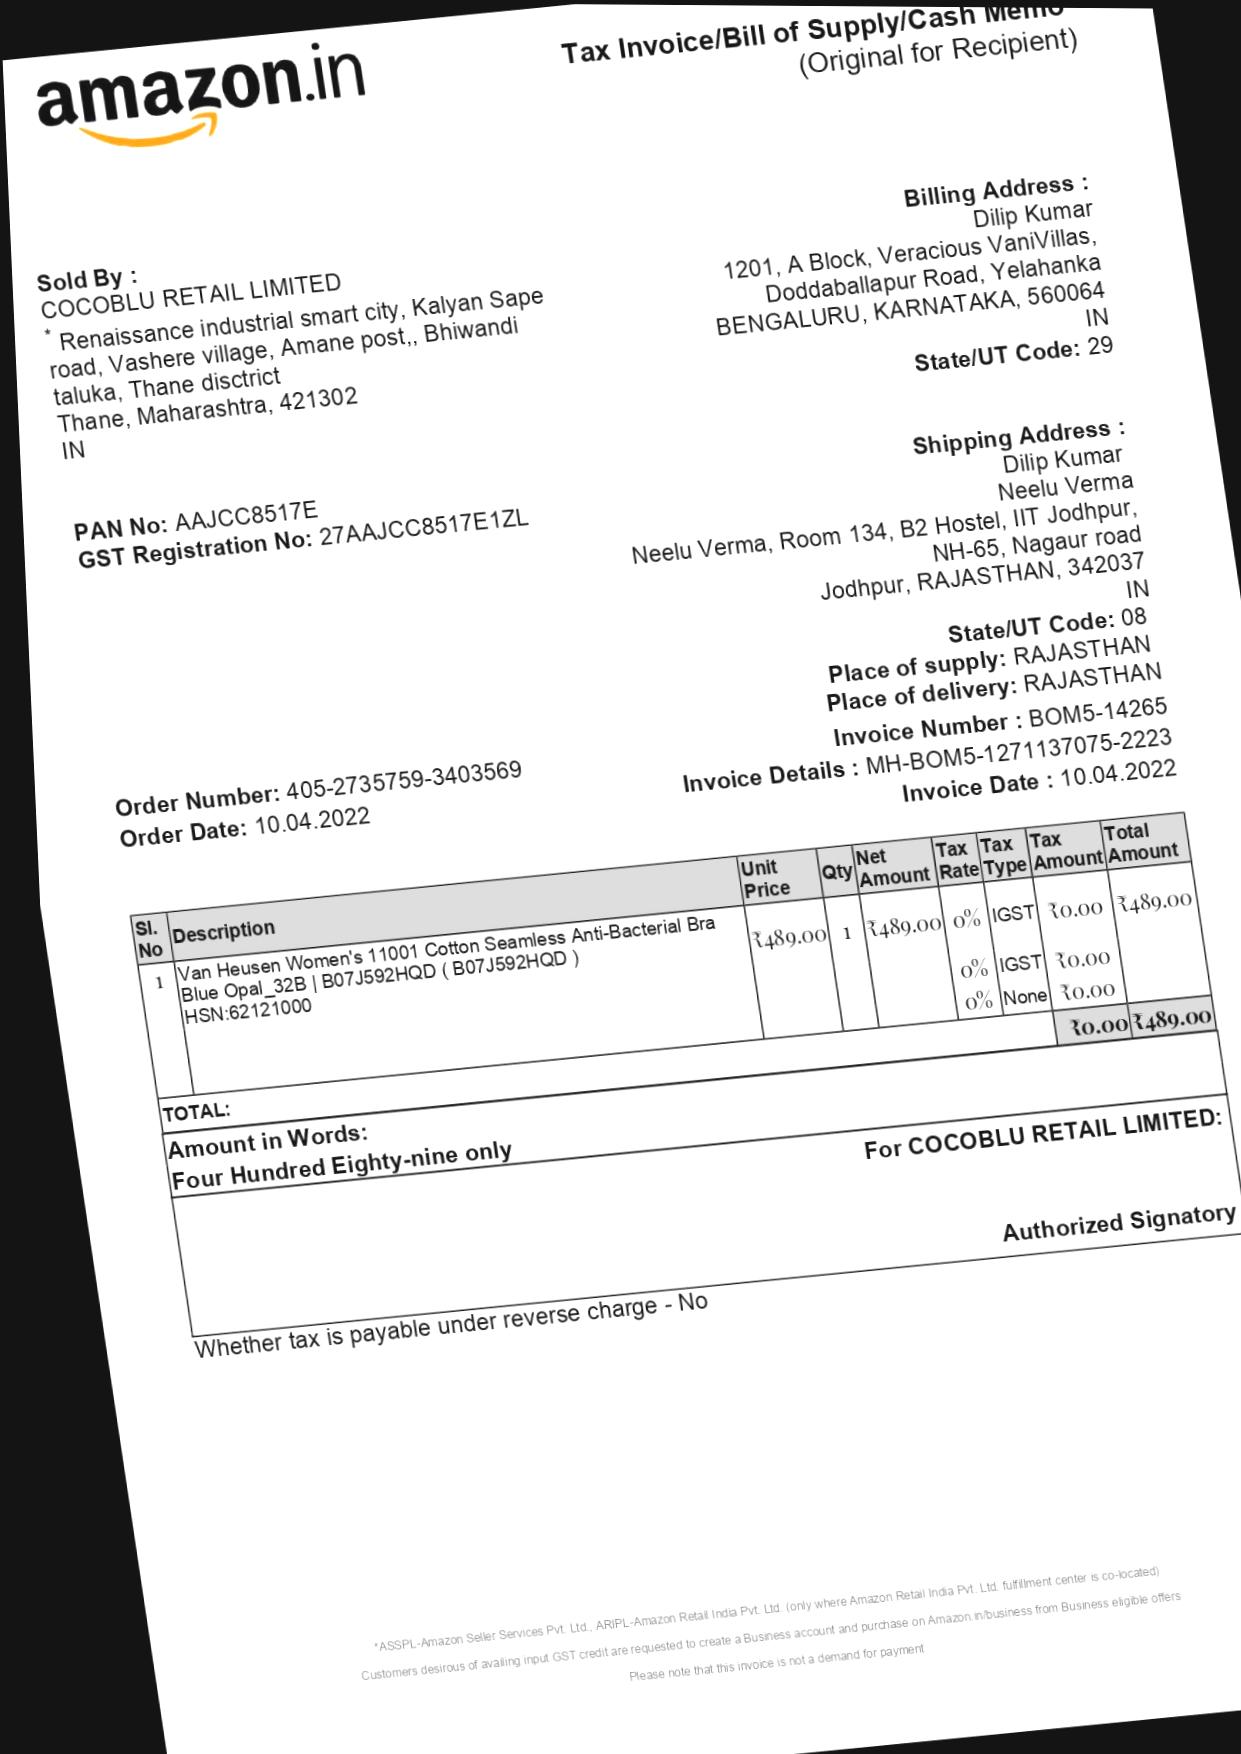 amazon.in
Tax Invoice/Bill of Supply/Cash Memo
(Original for Recipient)
Sold By :
COCOBLU RETAIL LIMITED
* Renaissance industrial smart city, Kalyan Sape
road, Vashere village, Amane post,, Bhiwandi
taluka, Thane disctrict
Thane, Maharashtra, 421302
IN
PAN No: AAJCC8517E
GST Registration No: 27AAJCC8517E1ZL
Billing Address :
Dilip Kumar
1201, A Block, Veracious VaniVillas,
Doddaballapur Road, Yelahanka
BENGALURU, KARNATAKA, 560064
IN
State/UT Code: 29
Shipping Address :
Dilip Kumar
Neelu Verma
Neelu Verma, Room 134, B2 Hostel, IIT Jodhpur,
NH-65, Nagaur road
Jodhpur, RAJASTHAN, 342037
IN
State/UT Code: 08
Place of supply: RAJASTHAN
Place of delivery: RAJASTHAN
Invoice Number : BOM5-14265
Invoice Details : MH-BOM5-1271137075-2223
Invoice Date : 10.04.2022
Order Number: 405-2735759-3403569
Order Date: 10.04.2022
Sl. No Description Unit Price Qty Net Amount Tax Rate Tax Type Tax Amount Total Amount
1 Van Heusen Women's 11001 Cotton Seamless Anti-Bacterial Bra ₹489.00 1 ₹489.00 0% IGST ₹0.00 ₹489.00
Blue Opal_32B | B07J592HQD ( B07J592HQD ) 0% IGST ₹0.00
HSN:62121000 0% None ₹0.00
TOTAL: ₹0.00 ₹489.00
Amount in Words:
Four Hundred Eighty-nine only
For COCOBLU RETAIL LIMITED:
Authorized Signatory
Whether tax is payable under reverse charge - No
*ASSPL-Amazon Seller Services Pvt. Ltd., ARIPL-Amazon Retail India Pvt. Ltd. (only where Amazon Retail India Pvt. Ltd. fulfillment center is co-located)
Customers desirous of availing input GST credit are requested to create a Business account and purchase on Amazon.in/business from Business eligible offers
Please note that this invoice is not a demand for payment